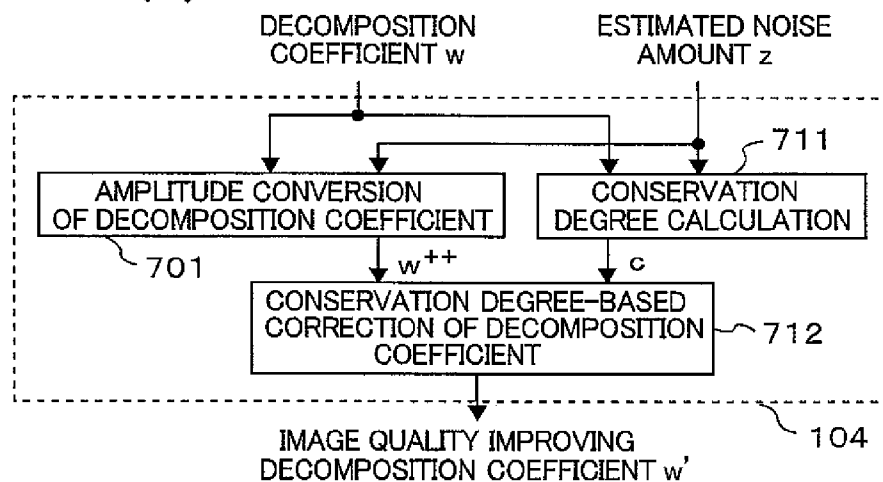 DECOMPOSITION
COEFFICIENT w
ESTIMATED NOISE
AMOUNT z
711
AMPLITUDE CONVERSION
OF DECOMPOSITION COEFFICIENT
CONSERVATION
DEGREE CALCULATION
701
w++
c
CONSERVATION DEGREE-BASED
CORRECTION OF DECOMPOSITION
COEFFICIENT
712
104
IMAGE QUALITY IMPROVING
DECOMPOSITION COEFFICIENT w'